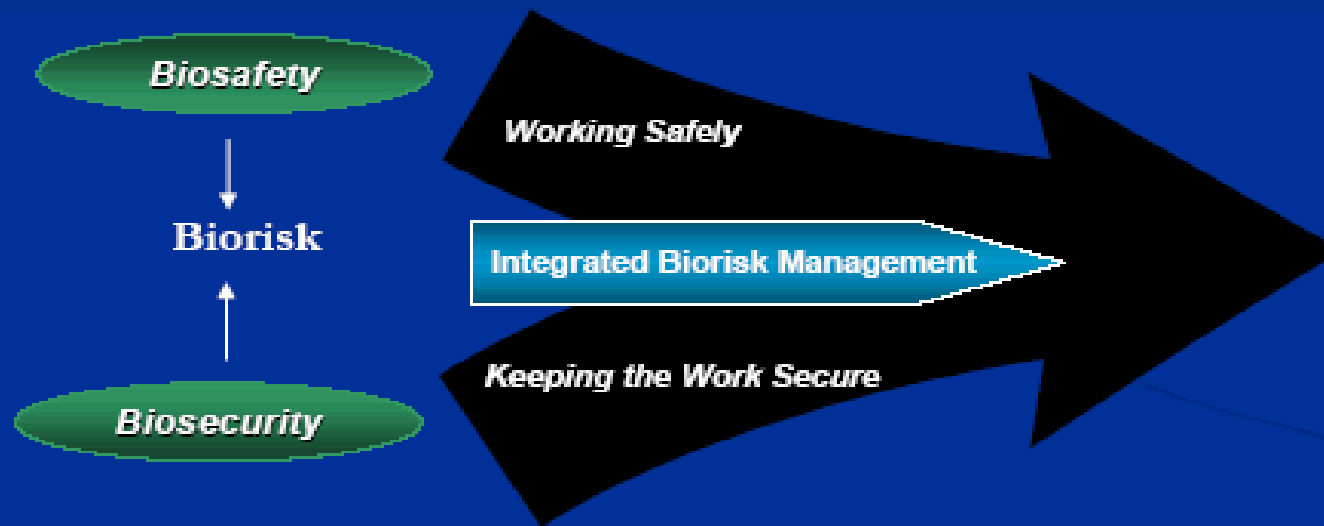 Biosafety
Working Safely
Biorisk
Integrated Biorisk Management
Keeping the Work Secure
Biosecurity